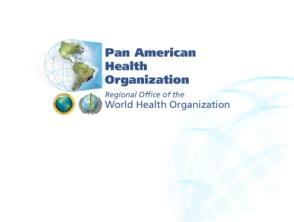 Pan American
Health
Organization
Regional Office of the
World Health Organization